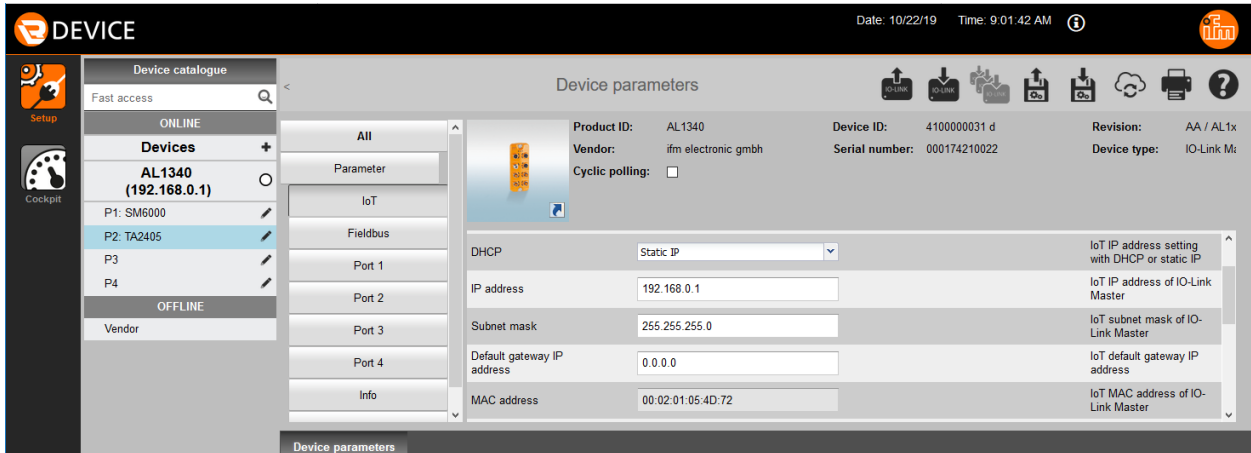 DEVICE
Date: 10/22/19 Time: 9:01:42 AM
ifm
Setup
Cockpit
Device catalogue
Fast access
ONLINE
Devices +
AL1340
(192.168.0.1)
P1: SM6000
P2: TA2405
P3
P4
OFFLINE
Vendor
<
Device parameters
IO-LINK
IO-LINK
IO-LINK
All
Parameter
IoT
Fieldbus
Port 1
Port 2
Port 3
Port 4
Info
Product ID: AL1340 Device ID: 4100000031 d Revision: AA / AL1x
Vendor: ifm electronic gmbh Serial number: 000174210022 Device type: IO-Link Ma
Cyclic polling:
DHCP Static IP IoT IP address setting
with DHCP or static IP
IP address 192.168.0.1 IoT IP address of IO-Link
Master
Subnet mask 255.255.255.0 IoT subnet mask of IO-
Link Master
Default gateway IP
address 0.0.0.0 IoT default gateway IP
address
MAC address 00:02:01:05:4D:72 IoT MAC address of IO-
Link Master
Device parameters